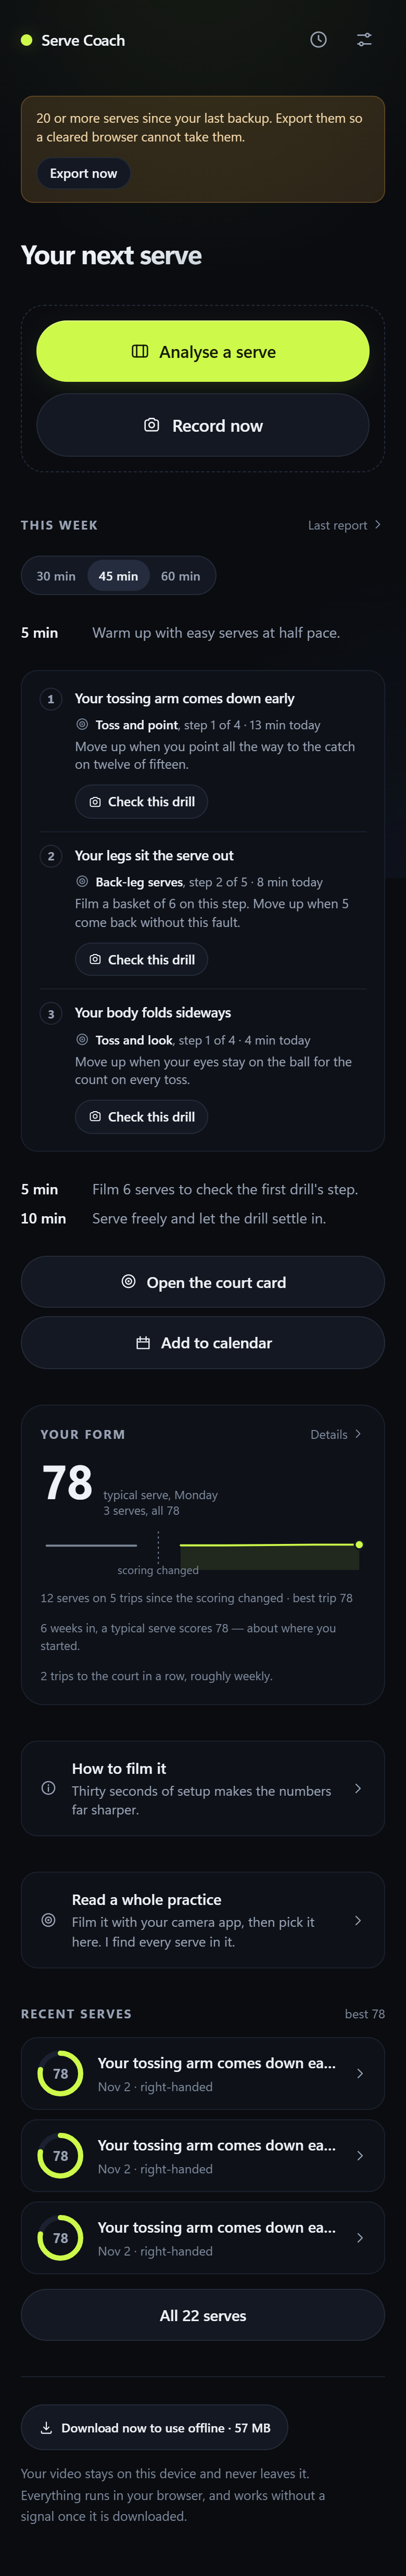 Serve Coach
20 or more serves since your last backup. Export them so
a cleared browser cannot take them.
Export now
Your next serve
Analyse a serve
Record now
THIS WEEK
Last report
30 min 45 min 60 min
5 min Warm up with easy serves at half pace.
1 Your tossing arm comes down early
Toss and point, step 1 of 4 · 13 min today
Move up when you point all the way to the catch
on twelve of fifteen.
Check this drill
2 Your legs sit the serve out
Back-leg serves, step 2 of 5 · 8 min today
Film a basket of 6 on this step. Move up when 5
come back without this fault.
Check this drill
3 Your body folds sideways
Toss and look, step 1 of 4 · 4 min today
Move up when your eyes stay on the ball for the
count on every toss.
Check this drill
5 min Film 6 serves to check the first drill's step.
10 min Serve freely and let the drill settle in.
Open the court card
Add to calendar
YOUR FORM
Details
78
typical serve, Monday
3 serves, all 78
scoring changed
12 serves on 5 trips since the scoring changed · best trip 78
6 weeks in, a typical serve scores 78 — about where you
started.
2 trips to the court in a row, roughly weekly.
How to film it
Thirty seconds of setup makes the numbers
far sharper.
Read a whole practice
Film it with your camera app, then pick it
here. I find every serve in it.
RECENT SERVES
best 78
78
Your tossing arm comes down ea...
Nov 2 · right-handed
78
Your tossing arm comes down ea...
Nov 2 · right-handed
78
Your tossing arm comes down ea...
Nov 2 · right-handed
All 22 serves
Download now to use offline · 57 MB
Your video stays on this device and never leaves it.
Everything runs in your browser, and works without a
signal once it is downloaded.